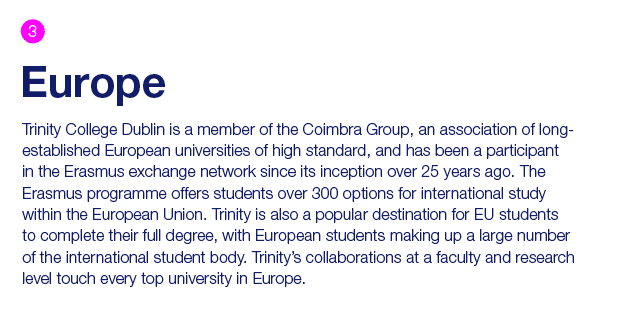 3
Europe
Trinity College Dublin is a member of the Coimbra Group, an association of long-
established European universities of high standard, and has been a participant
in the Erasmus exchange network since its inception over 25 years ago. The
Erasmus programme offers students over 300 options for international study
within the European Union. Trinity is also a popular destination for EU students
to complete their full degree, with European students making up a large number
of the international student body. Trinity’s collaborations at a faculty and research
level touch every top university in Europe.